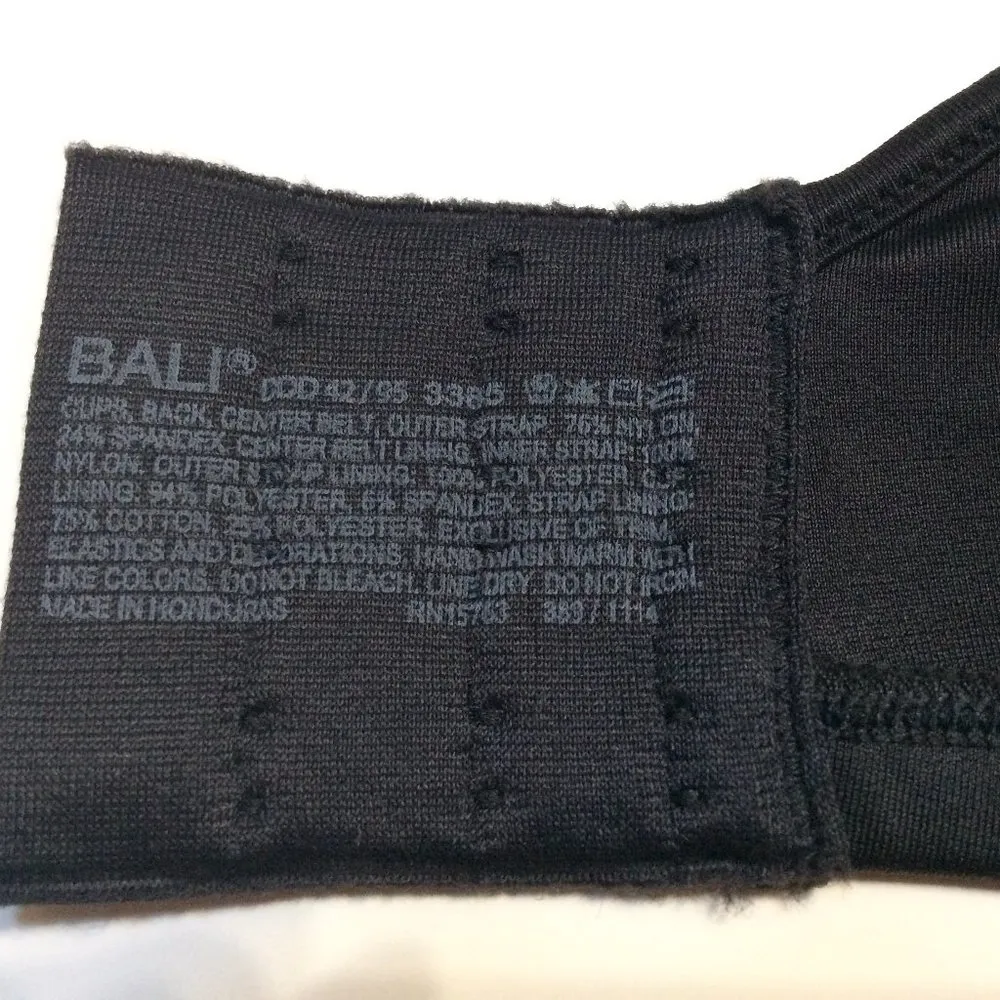 BALI®
DDD 42/95 3385
CUPS, BACK, CENTER BELT, OUTER STRAP, 76% NYLON
24% SPANDEX, CENTER BELT LINING, INNER STRAP: 100%
NYLON. OUTER STRAP LINING, 100% POLYESTER. CUP
LINING: 94% POLYESTER, 6% SPANDEX, STRAP LINING:
75% COTTON, 25% POLYESTER, EXCLUSIVE OF TRIM
ELASTICS AND DECORATIONS. HAND WASH WARM WITH
LIKE COLORS. DO NOT BLEACH. LINE DRY DO NOT IRON.
MADE IN HONDURAS RN15763 1114